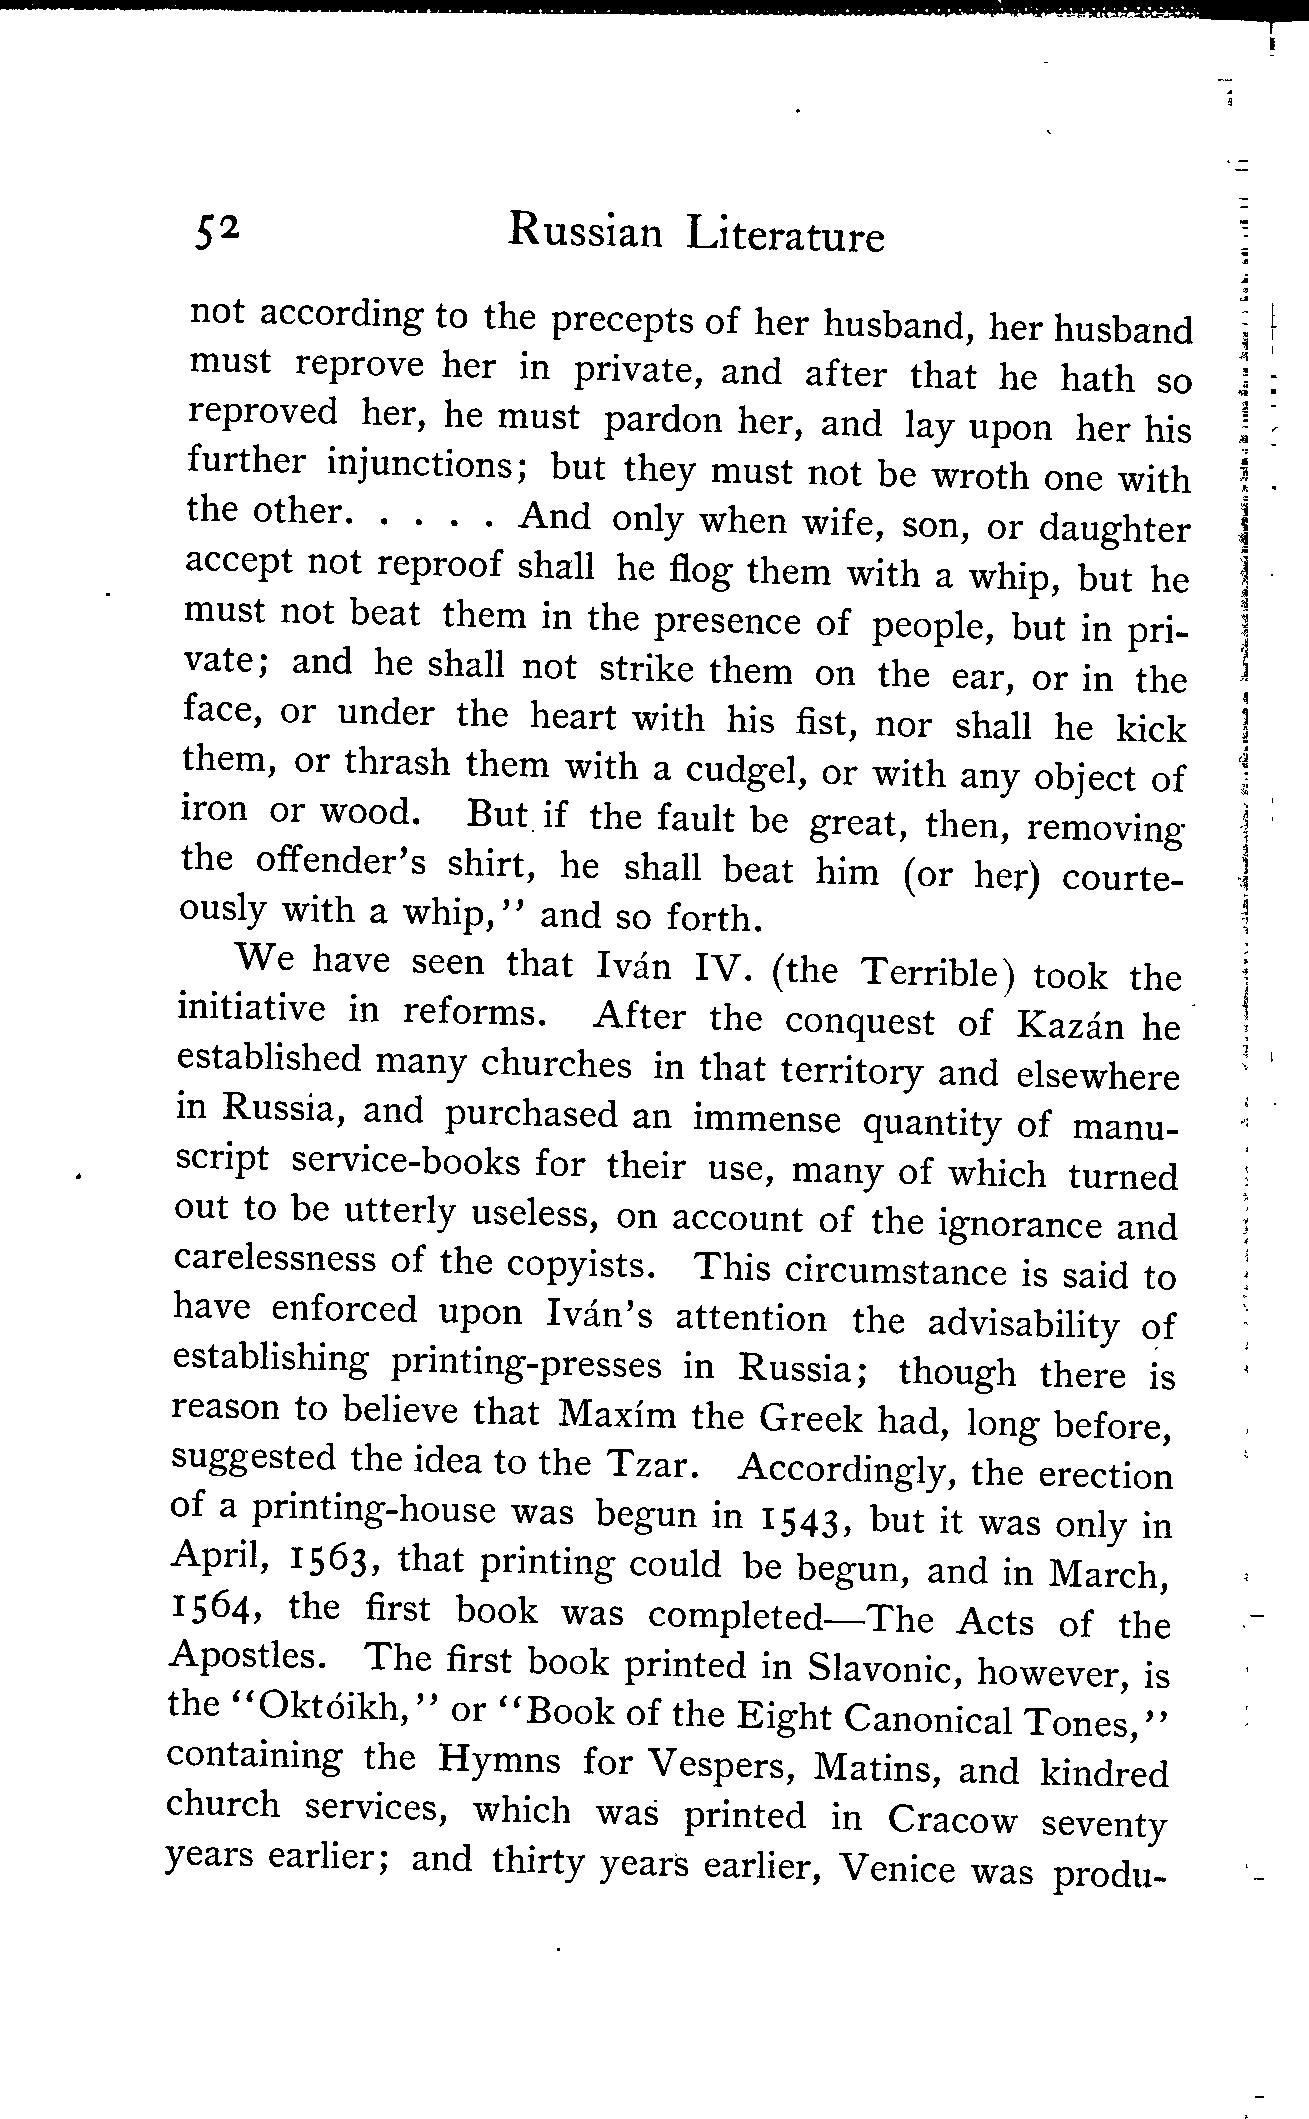 52 Russian Literature
not according to the precepts of her husband, her husband
must reprove her in private, and after that he hath so
reproved her, he must pardon her, and lay upon her his
further injunctions; but they must not be wroth one with
the other. . . . . And only when wife, son, or daughter
accept not reproof shall he flog them with a whip, but he
must not beat them in the presence of people, but in pri-
vate; and he shall not strike them on the ear, or in the
face, or under the heart with his fist, nor shall he kick
them, or thrash them with a cudgel, or with any object of
iron or wood. But if the fault be great, then, removing
the offender's shirt, he shall beat him (or her) courte-
ously with a whip,'' and so forth.
We have seen that Iván IV. (the Terrible) took the
initiative in reforms. After the conquest of Kazán he
established many churches in that territory and elsewhere
in Russia, and purchased an immense quantity of manu-
script service-books for their use, many of which turned
out to be utterly useless, on account of the ignorance and
carelessness of the copyists. This circumstance is said to
have enforced upon Iván's attention the advisability of
establishing printing-presses in Russia; though there is
reason to believe that Maxím the Greek had, long before,
suggested the idea to the Tzar. Accordingly, the erection
of a printing-house was begun in 1543, but it was only in
April, 1563, that printing could be begun, and in March,
1564, the first book was completed—The Acts of the
Apostles. The first book printed in Slavonic, however, is
the "Októikh," or "Book of the Eight Canonical Tones,"
containing the Hymns for Vespers, Matins, and kindred
church services, which was printed in Cracow seventy
years earlier; and thirty years earlier, Venice was produ-